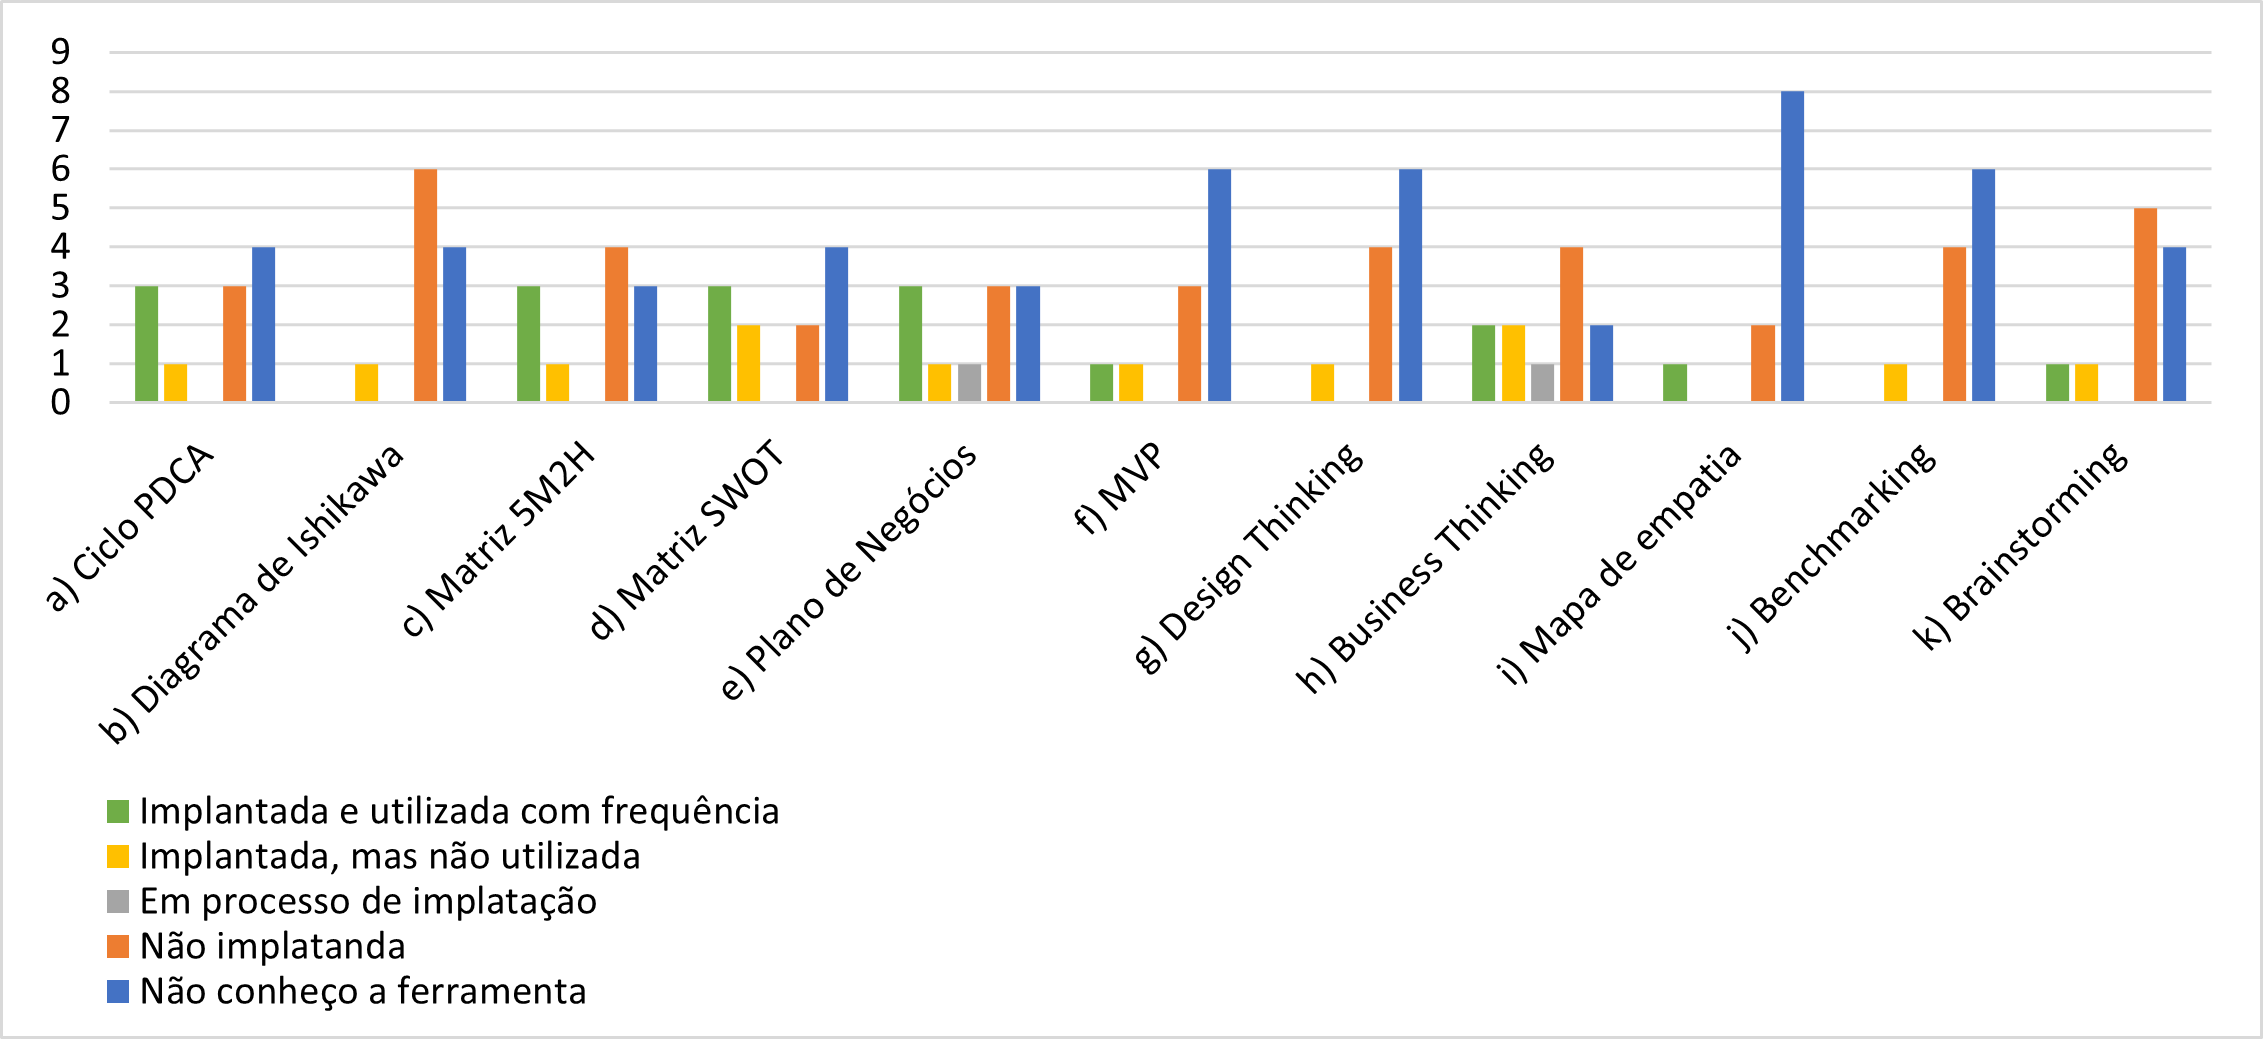 9
8
7
6
5
4
3
2
1
0
a) Ciclo PDCA
b) Diagrama de Ishikawa
c) Matriz 5M2H
d) Matriz SWOT
e) Plano de Negócios
f) MVP
g) Design Thinking
h) Business Thinking
i) Mapa de empatia
j) Benchmarking
k) Brainstorming
Implantada e utilizada com frequência
Implantada, mas não utilizada
Em processo de implatação
Não implatanda
Não conheço a ferramenta